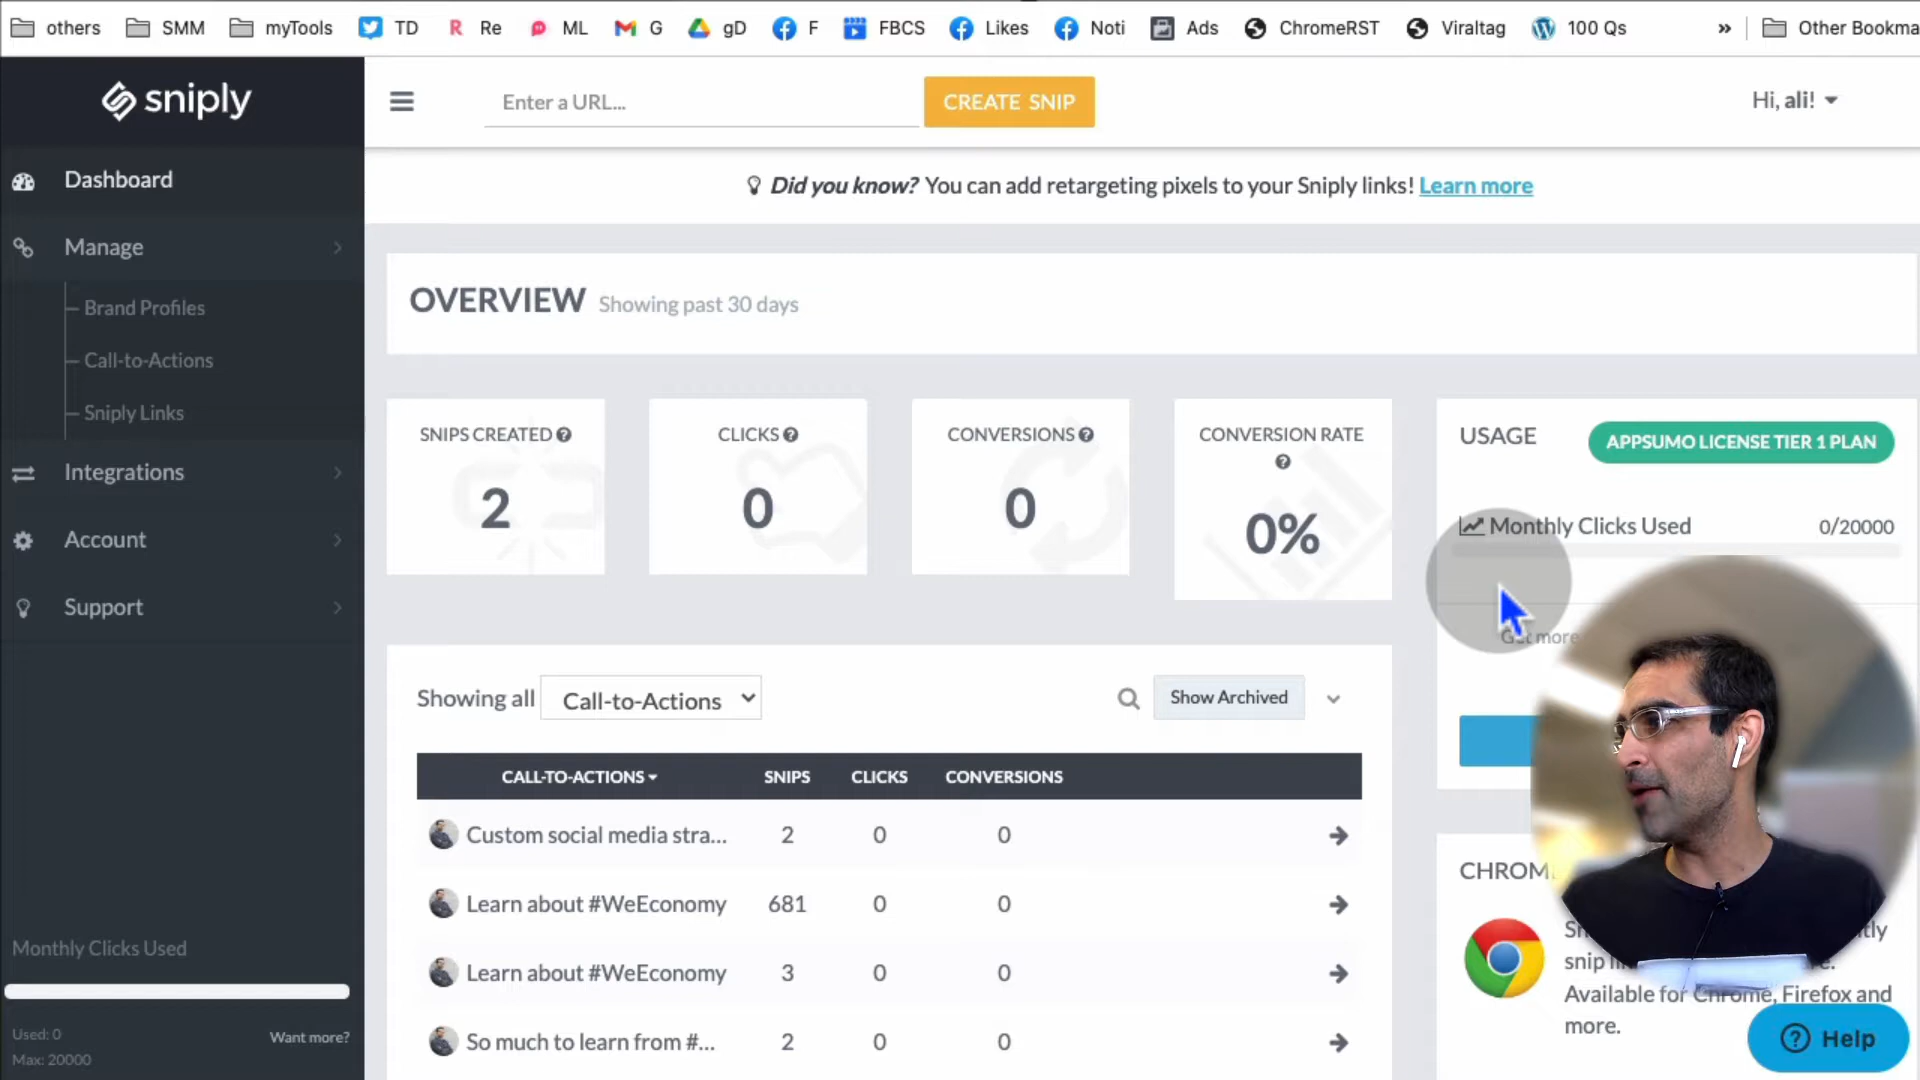 others
SMM
myTools
TD
Re
ML
G
gD
F
FBCS
Likes
Noti
Ads
ChromeRST
Viraltag
100 Qs
»
Other Bookma
sniply
Enter a URL...
CREATE SNIP
Hi, ali!
Dashboard
Manage
Brand Profiles
Call-to-Actions
Sniply Links
Integrations
Account
Support
Monthly Clicks Used
Used: 0
Max: 20000
Want more?
Did you know? You can add retargeting pixels to your Sniply links! Learn more
OVERVIEW Showing past 30 days
SNIPS CREATED
2
CLICKS
0
CONVERSIONS
0
CONVERSION RATE
0%
USAGE
APPSUMO LICENSE TIER 1 PLAN
Monthly Clicks Used 0/20000
Get more
Showing all Call-to-Actions
Show Archived
CALL-TO-ACTIONS SNIPS CLICKS CONVERSIONS
Custom social media stra... 2 0 0
Learn about #WeEconomy 681 0 0
Learn about #WeEconomy 3 0 0
So much to learn from #... 2 0 0
CHROM
snip
Available for Chrome, Firefox and
more.
Help